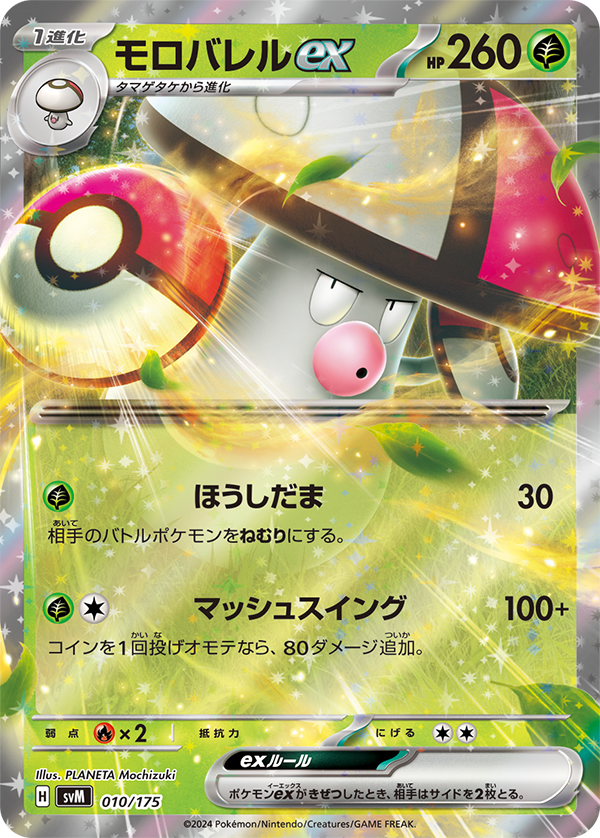 1進化
モロバレルex
HP260
タマゲタケから進化
ほうしだま 30
相手のバトルポケモンをねむりにする。
マッシュスイング 100+
コインを1回投げオモテなら、80ダメージ追加。
弱点 ×2 抵抗力 にげる
exルール
ポケモンexがきぜつしたとき、相手はサイドを2枚とる。
Illus. PLANETA Mochizuki
H svM 010/175
©2024 Pokémon/Nintendo/Creatures/GAME FREAK.